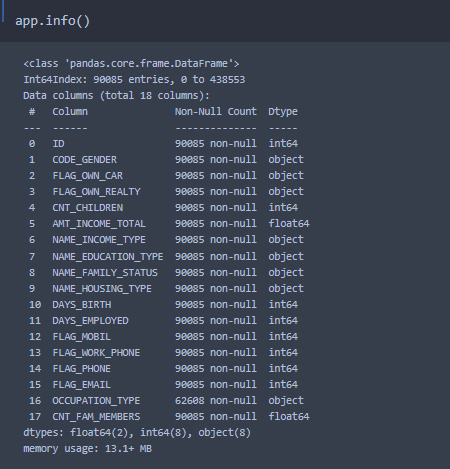 app.info()
<class 'pandas.core.frame.DataFrame'>
Int64Index: 90085 entries, 0 to 438553
Data columns (total 18 columns):
 #   Column               Non-Null Count  Dtype
---  ------               --------------  -----
 0   ID                   90085 non-null  int64
 1   CODE_GENDER          90085 non-null  object
 2   FLAG_OWN_CAR         90085 non-null  object
 3   FLAG_OWN_REALTY      90085 non-null  object
 4   CNT_CHILDREN         90085 non-null  int64
 5   AMT_INCOME_TOTAL     90085 non-null  float64
 6   NAME_INCOME_TYPE     90085 non-null  object
 7   NAME_EDUCATION_TYPE  90085 non-null  object
 8   NAME_FAMILY_STATUS   90085 non-null  object
 9   NAME_HOUSING_TYPE    90085 non-null  object
 10  DAYS_BIRTH           90085 non-null  int64
 11  DAYS_EMPLOYED        90085 non-null  int64
 12  FLAG_MOBIL           90085 non-null  int64
 13  FLAG_WORK_PHONE      90085 non-null  int64
 14  FLAG_PHONE           90085 non-null  int64
 15  FLAG_EMAIL           90085 non-null  int64
 16  OCCUPATION_TYPE      62608 non-null  object
 17  CNT_FAM_MEMBERS      90085 non-null  float64
dtypes: float64(2), int64(8), object(8)
memory usage: 13.1+ MB